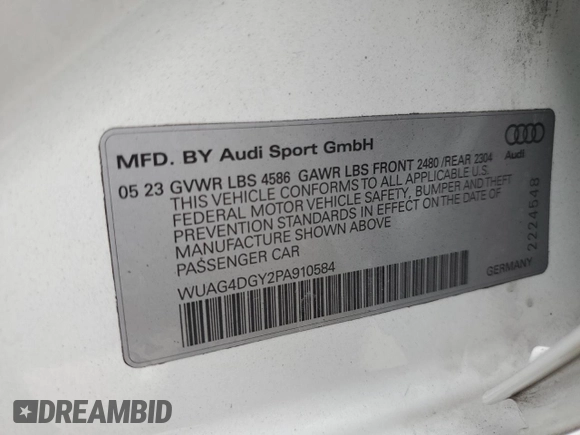 MFD. BY Audi Sport GmbH
Audi
05 23 GVWR LBS 4586 GAWR LBS FRONT 2480 /REAR 2304
THIS VEHICLE CONFORMS TO ALL APPLICABLE U.S.
FEDERAL MOTOR VEHICLE SAFETY, BUMPER AND THEFT
PREVENTION STANDARDS IN EFFECT ON THE DATE OF
MANUFACTURE SHOWN ABOVE
PASSENGER CAR
WUAG4DGY2PA910584
2224548
GERMANY
DREAMBID